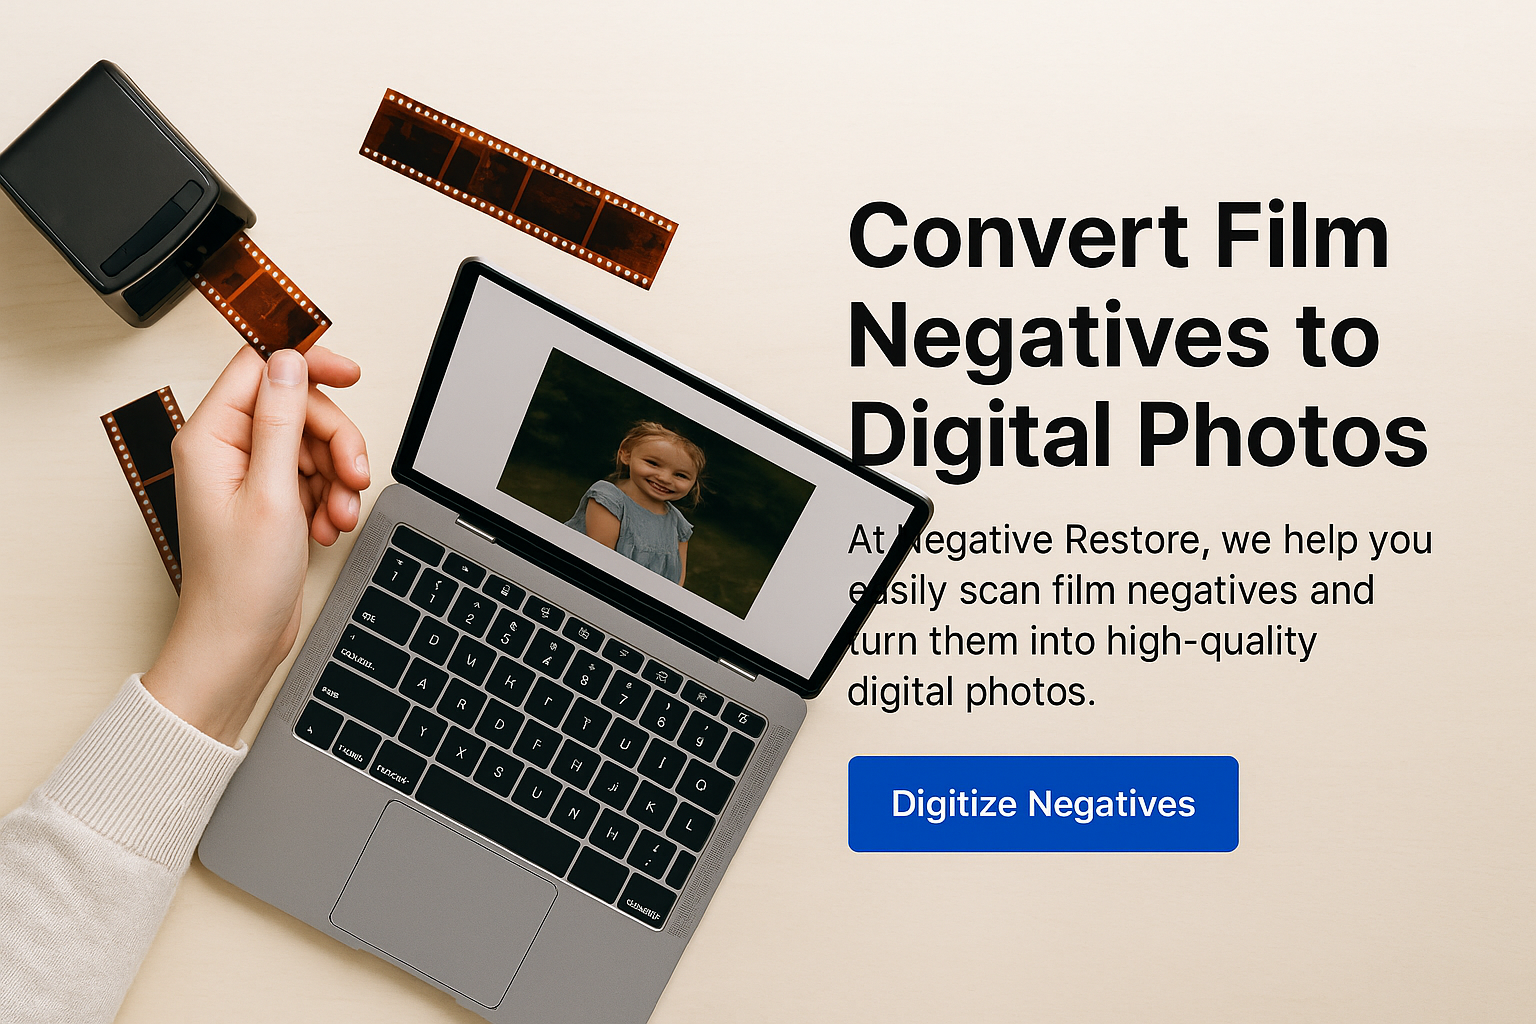 Convert Film
Negatives to
Digital Photos
At Negative Restore, we help you
easily scan film negatives and
turn them into high-quality
digital photos.
Digitize Negatives